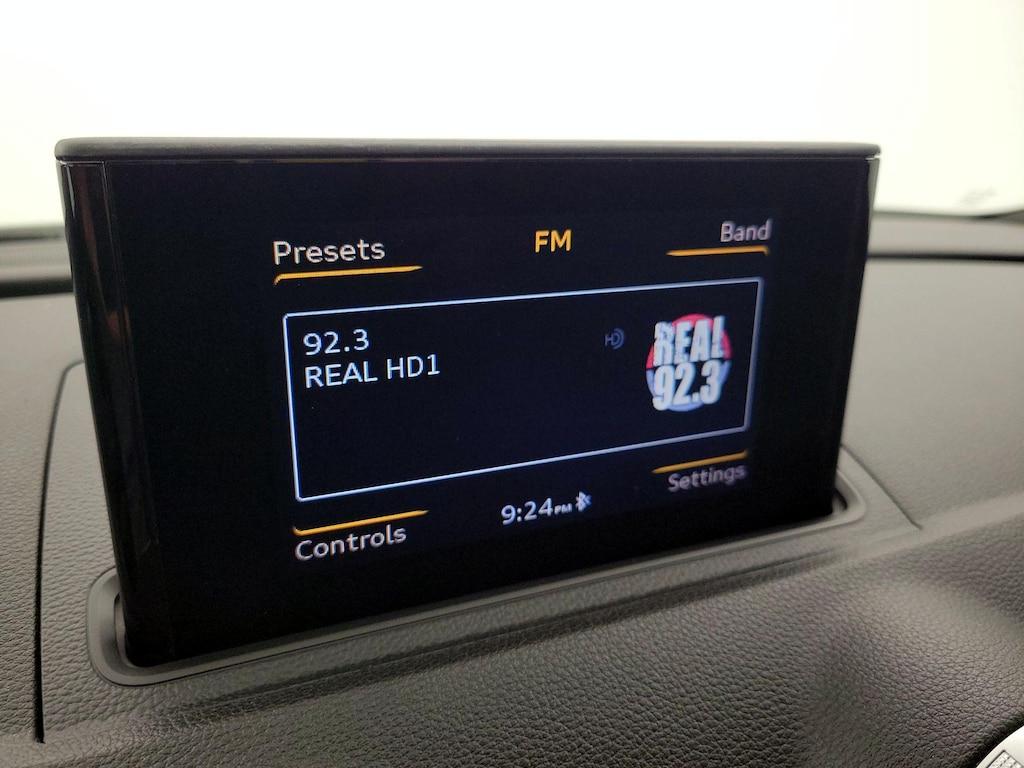 Presets
FM
Band
92.3
REAL HD1
HD
REAL
92.3
Settings
9:24PM
Controls